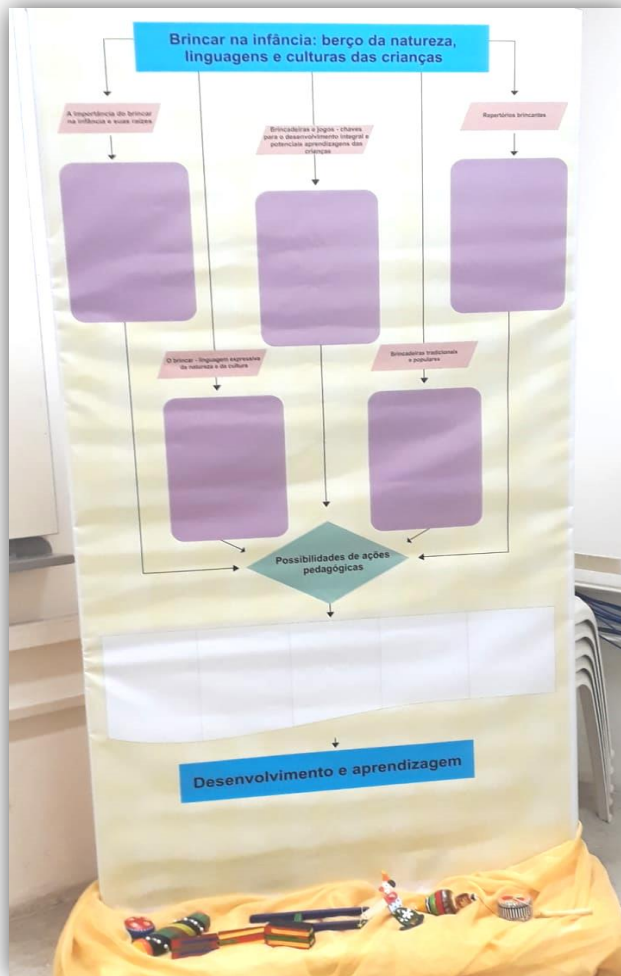 Brincar na infância: berço da natureza,
linguagens e culturas das crianças
A importância do brincar
na infância e suas raízes
Brincadeiras e jogos - chaves
para o desenvolvimento integral e
potenciais aprendizagens das
crianças
Repertórios brincantes
O brincar - linguagem expressiva
da natureza e da cultura
Brincadeiras tradicionais
e populares
Possibilidades de ações
pedagógicas
Desenvolvimento e aprendizagem